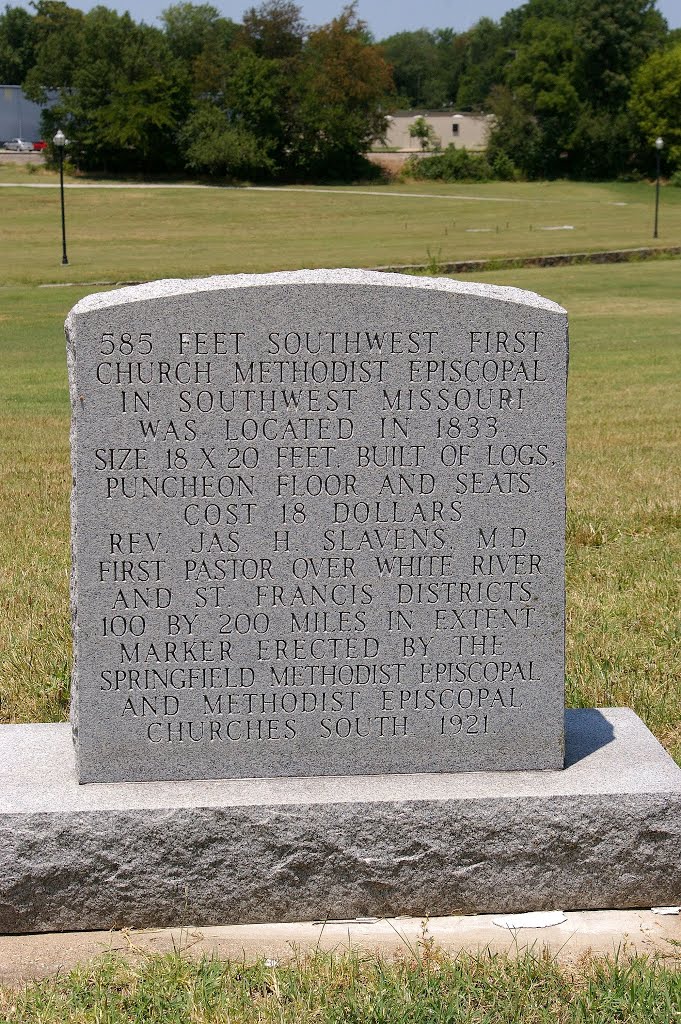 585 FEET SOUTHWEST. FIRST
CHURCH METHODIST EPISCOPAL
IN SOUTHWEST MISSOURI
WAS LOCATED IN 1833
SIZE 18 X 20 FEET. BUILT OF LOGS,
PUNCHEON FLOOR AND SEATS.
COST 18 DOLLARS
REV. JAS. H. SLAVENS, M.D.
FIRST PASTOR OVER WHITE RIVER
AND ST. FRANCIS DISTRICTS
100 BY 200 MILES IN EXTENT
MARKER ERECTED BY THE
SPRINGFIELD METHODIST EPISCOPAL
AND METHODIST EPISCOPAL
CHURCHES SOUTH. 1921.